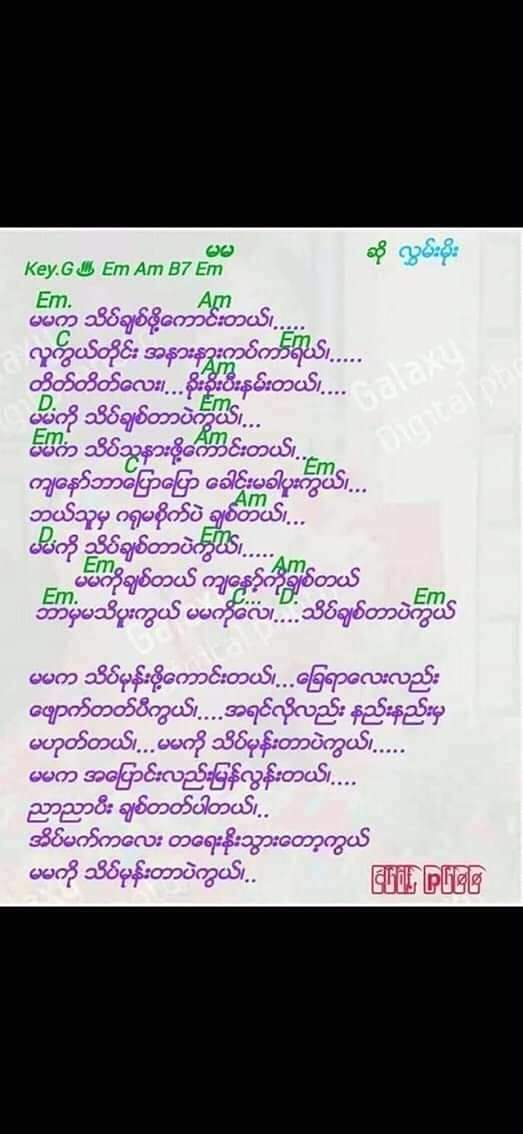 မမ
ဆို လွှမ်းမိုး
Key.G♨ Em Am B7 Em
Em. Am
မမက သိပ်ချစ်ဖို့ကောင်းတယ်၊.....
C Em
လူကွယ်တိုင်း အနားနားကပ်ကာရယ်၊.....
Am
တိတ်တိတ်လေး၊...ခိုးခိုးပီးနမ်းတယ်၊....
D. Em
မမကို သိပ်ချစ်တာပဲကွယ်၊...
Em. Am
မမက သိပ်သနားဖို့ကောင်းတယ်၊...
C Em
ကျနော်ဘာပြောပြော ခေါင်းမခါပူးကွယ်၊...
Am
ဘယ်သူမှ ဂရုမစိုက်ပဲ ချစ်တယ်၊...
D. Em
မမကို သိပ်ချစ်တာပဲကွယ်၊.....
Em Am
မမကိုချစ်တယ် ကျနော့်ကိုချစ်တယ်
Em. C... D. Em
ဘာမှမသိပူးကွယ် မမကိုလေ၊....သိပ်ချစ်တာပဲကွယ်
မမက သိပ်မုန်းဖို့ကောင်းတယ်၊...ခြေရာလေးလည်း
ဖျောက်တတ်ပီကွယ်၊....အရင်လိုလည်း နည်းနည်းမှ
မဟုတ်တယ်၊...မမကို သိပ်မုန်းတာပဲကွယ်၊.....
မမက အပြောင်းလည်းမြန်လွန်းတယ်၊....
ညာညာပီး ချစ်တတ်ပါတယ်၊..
အိပ်မက်ကလေး တရေးနိုးသွားတော့ကွယ်
မမကို သိပ်မုန်းတာပဲကွယ်၊..
Galaxy
Digital
Galaxy